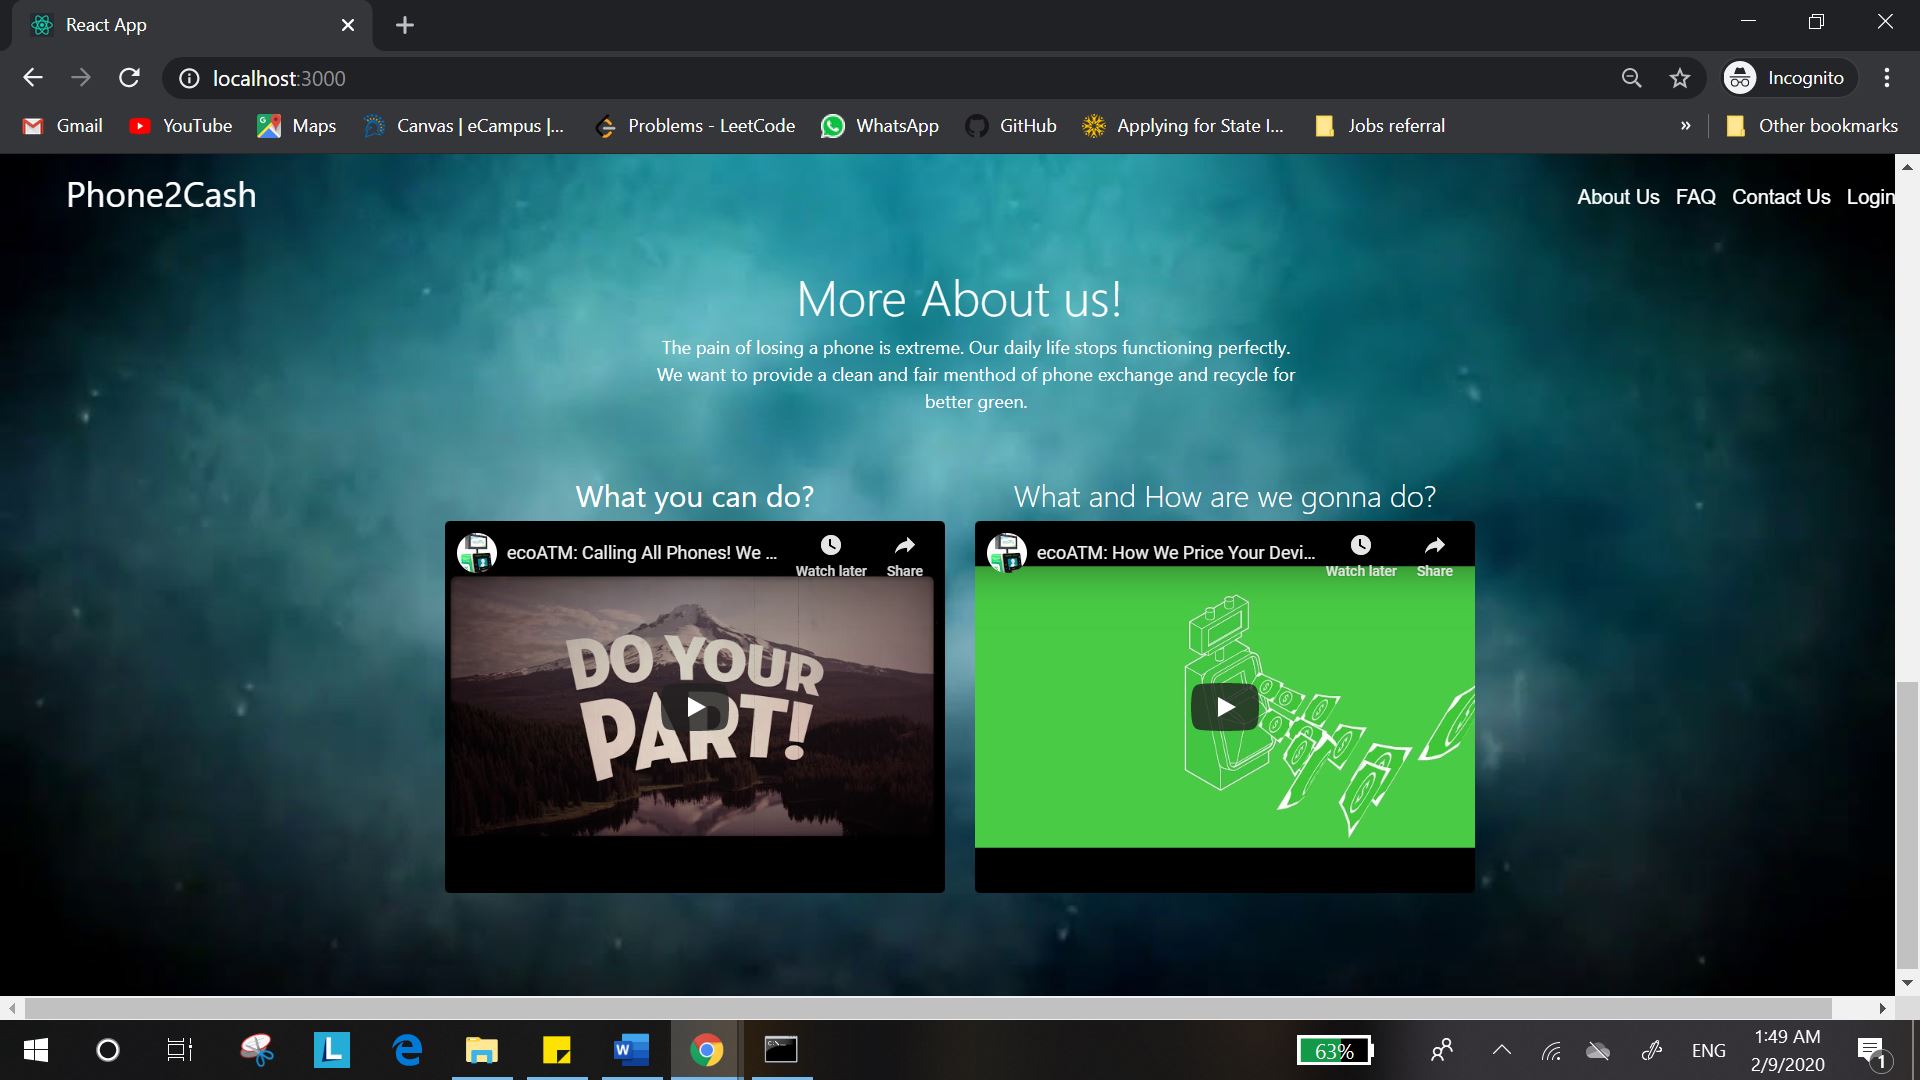 React App
localhost:3000
Incognito
Gmail
YouTube
Maps
Canvas | eCampus |...
Problems - LeetCode
WhatsApp
GitHub
Applying for State I...
Jobs referral
»
Other bookmarks
Phone2Cash
About Us FAQ Contact Us Login
More About us!
The pain of losing a phone is extreme. Our daily life stops functioning perfectly.
We want to provide a clean and fair menthod of phone exchange and recycle for
better green.
What you can do?
ecoATM: Calling All Phones! We ...
Watch later
Share
DO YOUR
PART!
What and How are we gonna do?
ecoATM: How We Price Your Devi...
Watch later
Share
L
W
63%
ENG
1:49 AM
2/9/2020
1